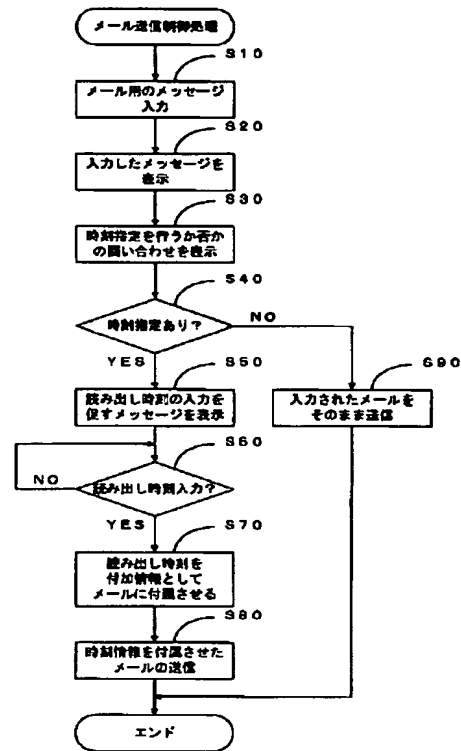 メール送信制御処理
S10
メール用のメッセージ
入力
S20
入力したメッセージを
表示
S30
時刻指定を行うか否か
の問い合わせを表示
S40
時刻指定あり？
NO
YES
S50
S90
読み出し時刻の入力を
促すメッセージを表示
入力されたメールを
そのまま送信
S60
NO
読み出し時刻入力？
YES
S70
読み出し時刻を
付加情報として
メールに付属させる
S80
時刻情報を付属させた
メールの送信
エンド